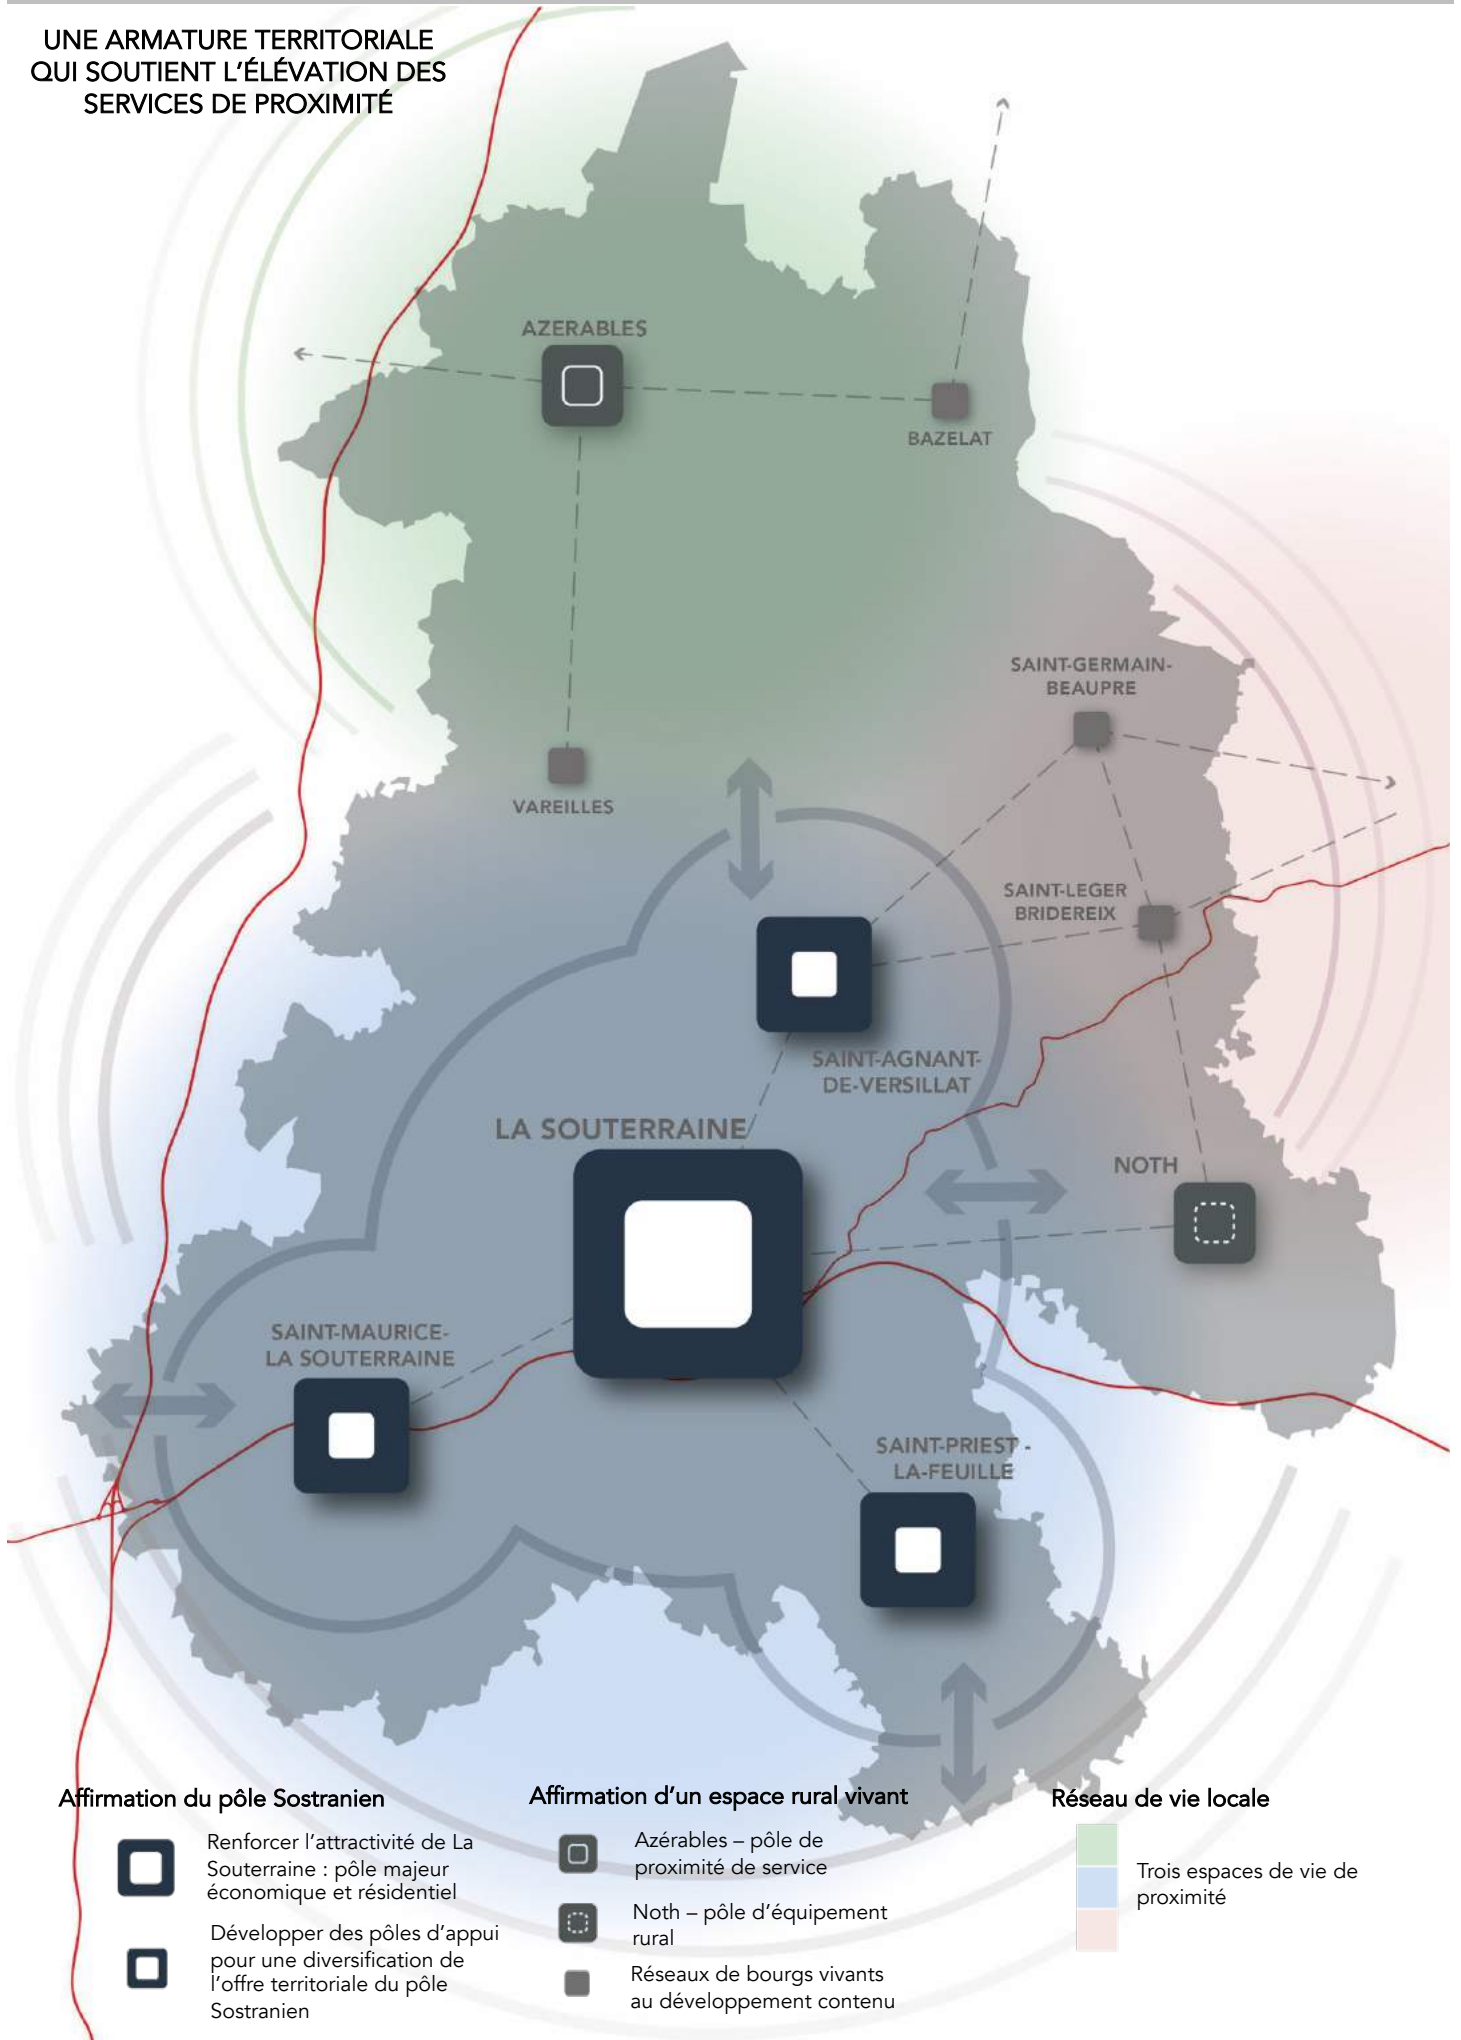 UNE ARMATURE TERRITORIALE
QUI SOUTIENT L'ÉLÉVATION DES
SERVICES DE PROXIMITÉ
AZERABLES
BAZELAT
SAINT-GERMAIN-
BEAUPRE
VAREILLES
SAINT-LEGER
BRIDEREIX
SAINT-AGNANT-
DE-VERSILLAT
LA SOUTERRAINE
NOTH
SAINT-MAURICE-
LA SOUTERRAINE
SAINT-PRIEST -
LA-FEUILLE
Affirmation du pôle Sostranien
Renforcer l'attractivité de La
Souterraine : pôle majeur
économique et résidentiel
Développer des pôles d'appui
pour une diversification de
l'offre territoriale du pôle
Sostranien
Affirmation d'un espace rural vivant
Azérables – pôle de
proximité de service
Noth – pôle d'équipement
rural
Réseaux de bourgs vivants
au développement contenu
Réseau de vie locale
Trois espaces de vie de
proximité